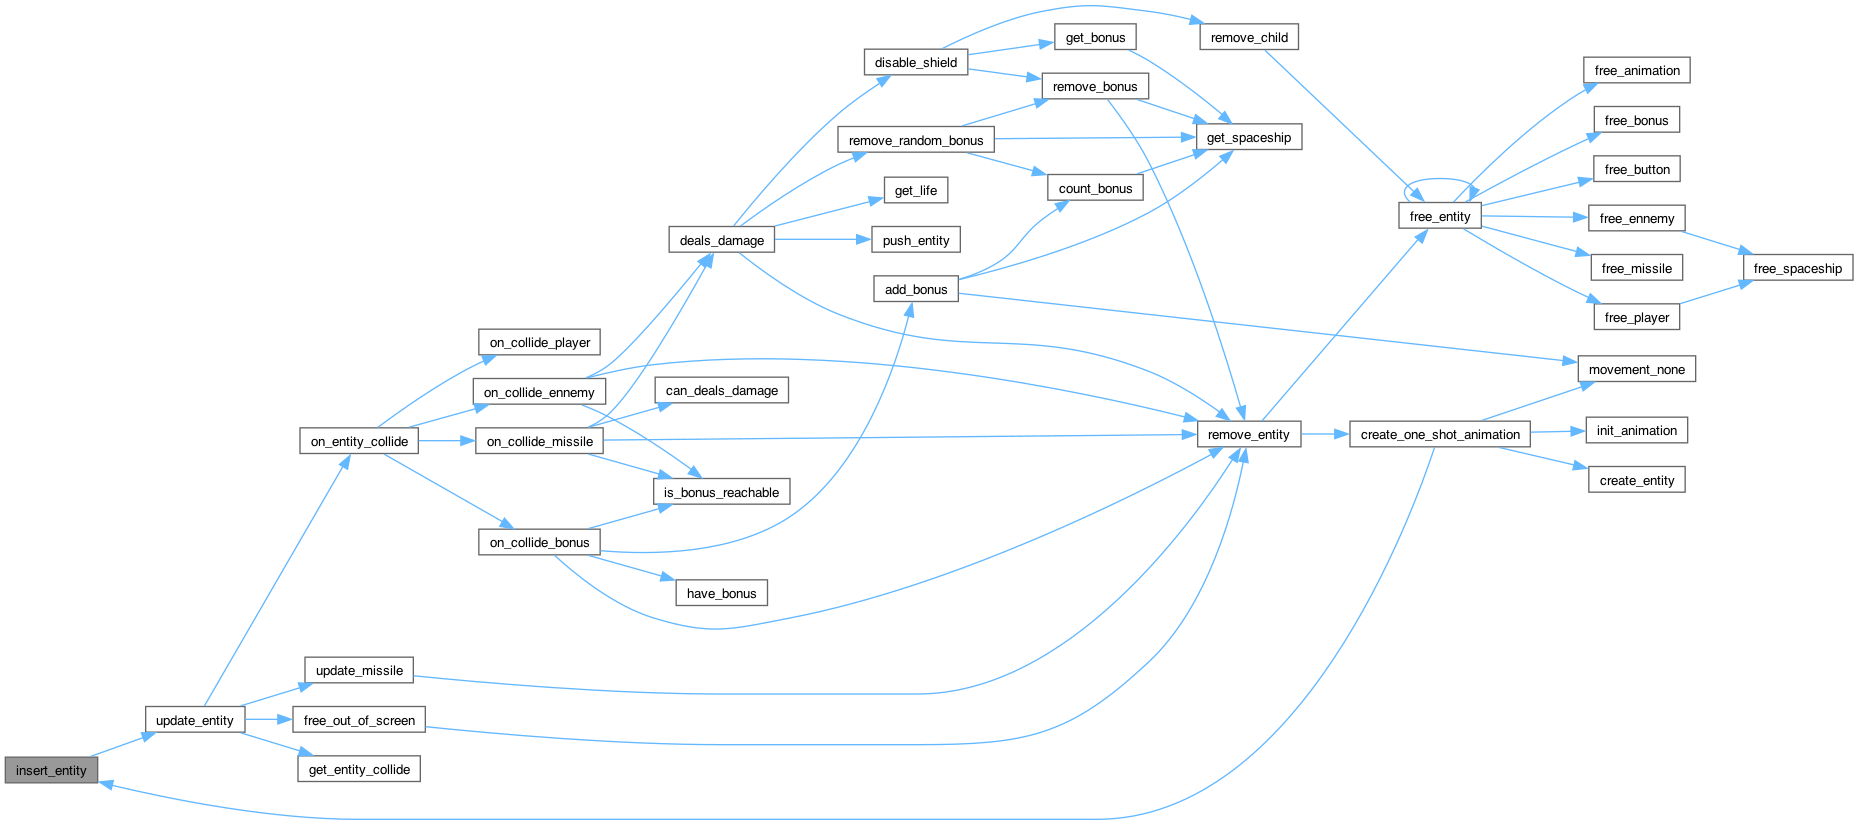 insert_entity
update_entity
on_entity_collide
update_missile
free_out_of_screen
get_entity_collide
on_collide_player
on_collide_ennemy
on_collide_missile
on_collide_bonus
deals_damage
can_deals_damage
is_bonus_reachable
have_bonus
disable_shield
remove_random_bonus
get_life
push_entity
add_bonus
get_bonus
remove_bonus
count_bonus
remove_child
get_spaceship
remove_entity
free_entity
create_one_shot_animation
free_animation
free_bonus
free_button
free_ennemy
free_missile
free_player
movement_none
init_animation
create_entity
free_spaceship